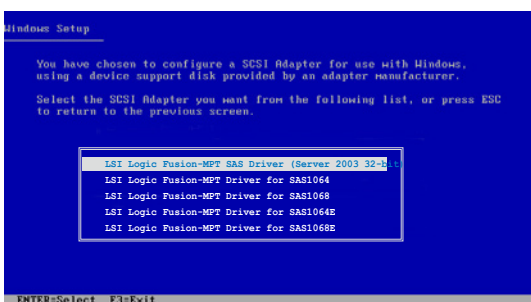 Windows Setup
You have chosen to configure a SCSI Adapter for use with Windows,
using a device support disk provided by an adapter manufacturer.
Select the SCSI Adapter you want from the following list, or press ESC
to return to the previous screen.
LSI Logic Fusion-MPT SAS Driver (Server 2003 32-bit)
LSI Logic Fusion-MPT Driver for SAS1064
LSI Logic Fusion-MPT Driver for SAS1068
LSI Logic Fusion-MPT Driver for SAS1064E
LSI Logic Fusion-MPT Driver for SAS1068E
ENTER=Select F3=Exit